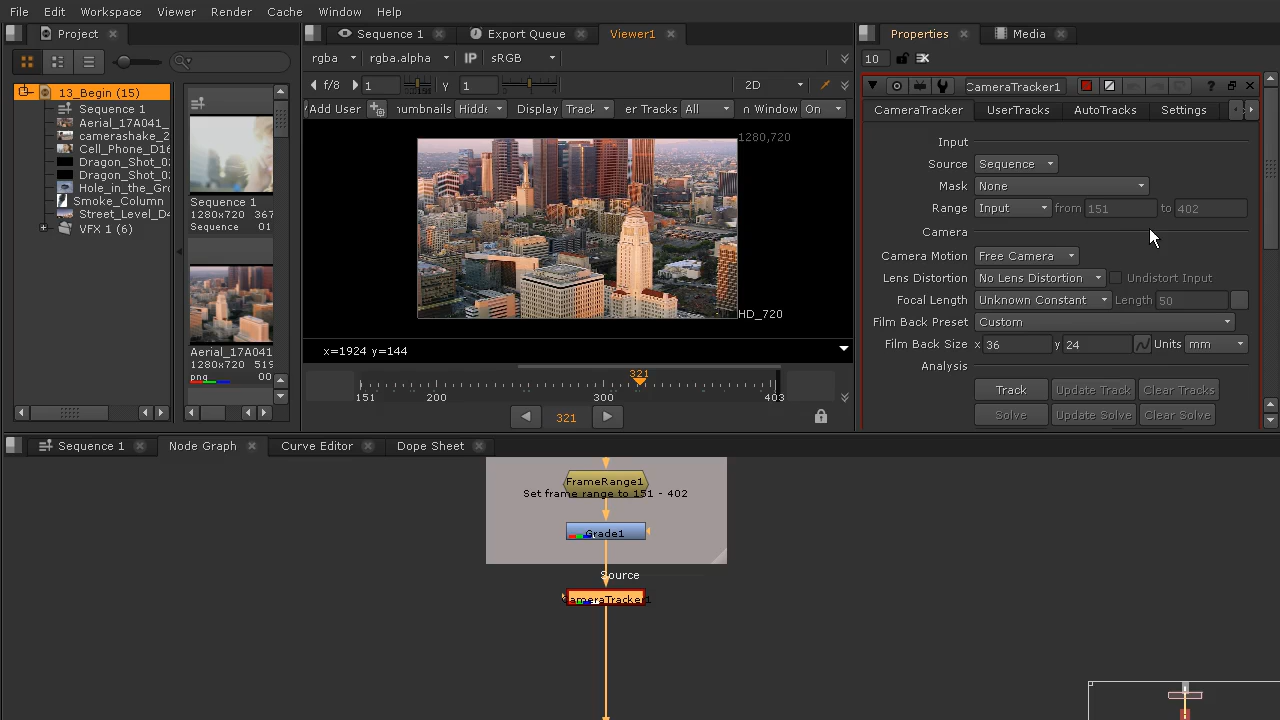 File Edit Workspace Viewer Render Cache Window Help
Project
Sequence 1 Export Queue Viewer1
Properties Media
rgba rgba.alpha IP sRGB
10
f/8 1 y 1 2D
CameraTracker1
13_Begin (15)
Sequence 1
Aerial_17A041_
camerashake_2
Cell_Phone_D16
Dragon_Shot_0
Dragon_Shot_0
Hole_in_the_Gr
Smoke_Column
Street_Level_D
VFX 1 (6)
Sequence 1
1280x720 367
Sequence 01
Aerial_17A041
1280x720 519
png 00
Add User humbnails Hidd Display Track er Tracks All n Window On
1280,720
HD_720
x=1924 y=144
321
151 200 300 403
321
CameraTracker UserTracks AutoTracks Settings
Input
Source Sequence
Mask None
Range Input from 151 to 402
Camera
Camera Motion Free Camera
Lens Distortion No Lens Distortion Undistort Input
Focal Length Unknown Constant Length 50
Film Back Preset Custom
Film Back Size x 36 y 24 Units mm
Analysis
Track Update Track Clear Tracks
Solve Update Solve Clear Solve
Sequence 1 Node Graph Curve Editor Dope Sheet
FrameRange1
Set frame range to 151 - 402
Grade1
Source
CameraTracker1